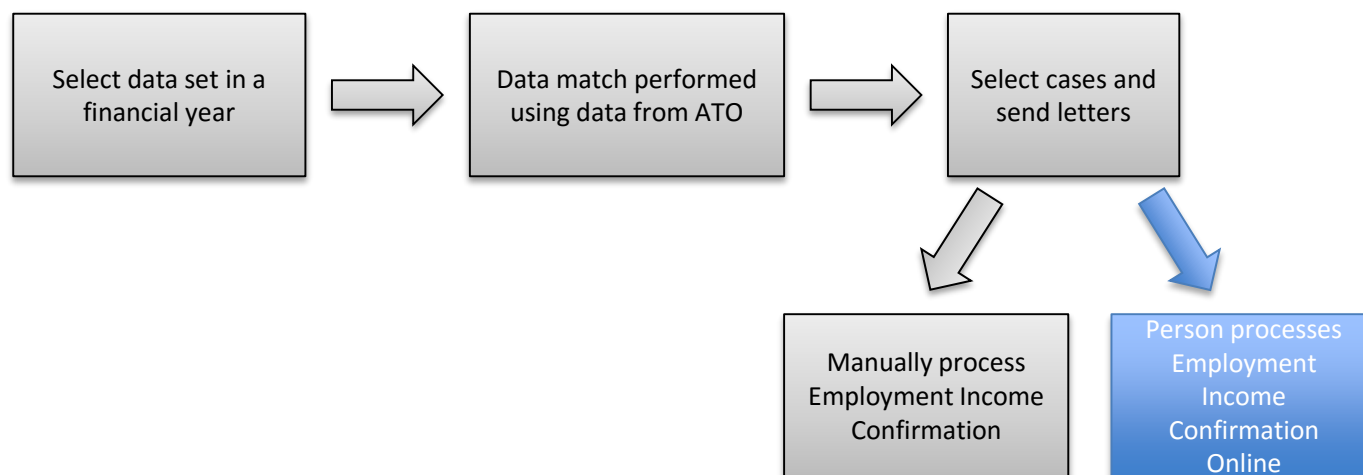 Select data set in a
financial year
Data match performed
using data from ATO
Select cases and
send letters
Manually process
Employment Income
Confirmation
Person processes
Employment
Income
Confirmation
Online